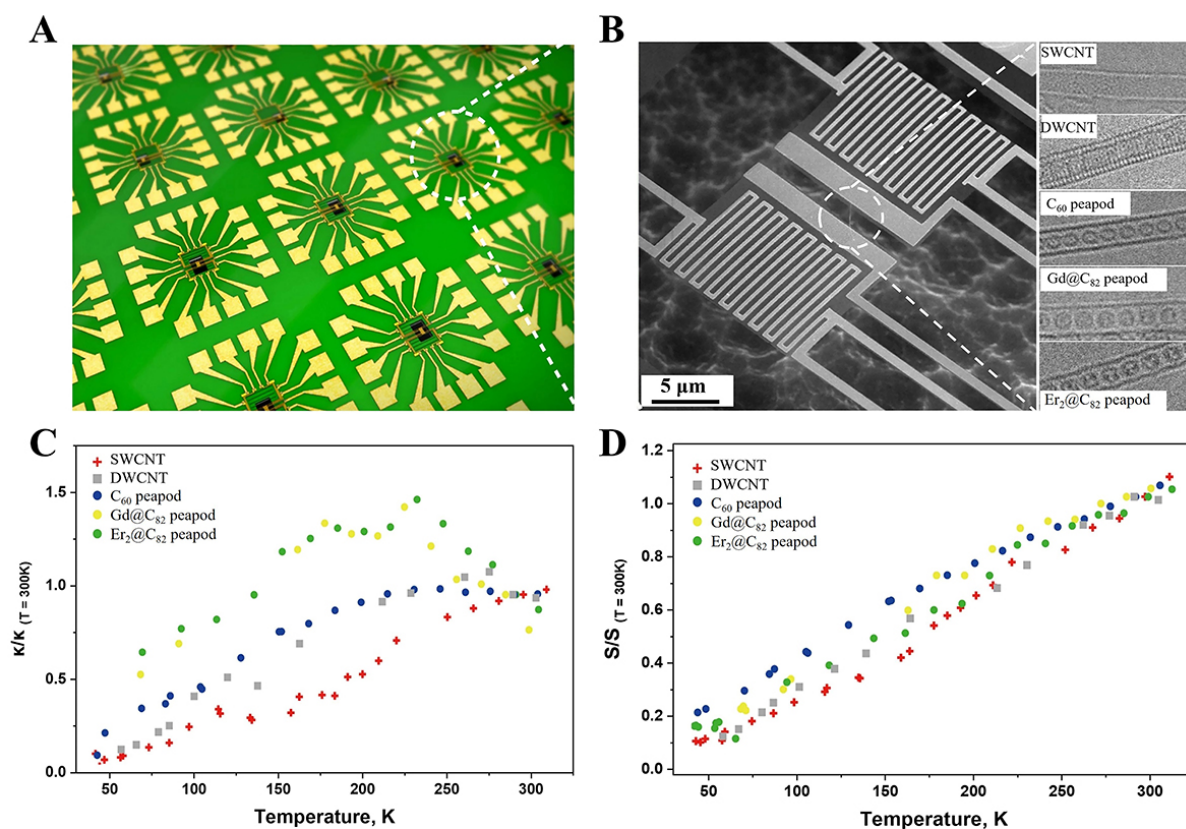 A
B
SWCNT
DWCNT
C₆₀ peapod
Gd@C₈₂ peapod
Er₂@C₈₂ peapod
5 μm
C
SWCNT
DWCNT
C₆₀ peapod
Gd@C₈₂ peapod
Er₂@C₈₂ peapod
κ/κ (T = 300K)
1.5
1.0
0.5
0.0
50 100 150 200 250 300
Temperature, K
D
SWCNT
DWCNT
C₆₀ peapod
Gd@C₈₂ peapod
Er₂@C₈₂ peapod
S/S (T = 300K)
1.2
1.0
0.8
0.6
0.4
0.2
0.0
50 100 150 200 250 300
Temperature, K